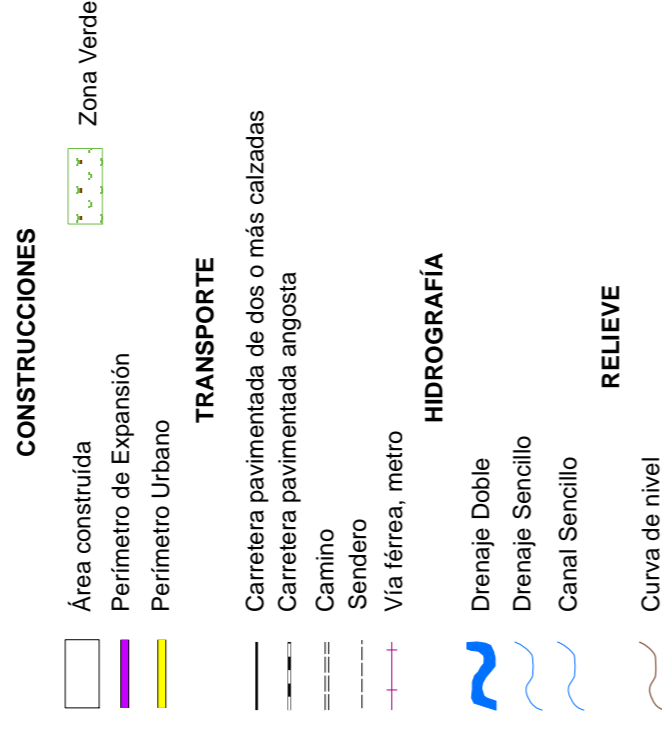 CONSTRUCCIONES
Área construída
Zona Verde
Perímetro de Expansión
Perímetro Urbano
TRANSPORTE
Carretera pavimentada de dos o más calzadas
Carretera pavimentada angosta
Camino
Sendero
Vía férrea, metro
HIDROGRAFÍA
Drenaje Doble
Drenaje Sencillo
Canal Sencillo
RELIEVE
Curva de nivel